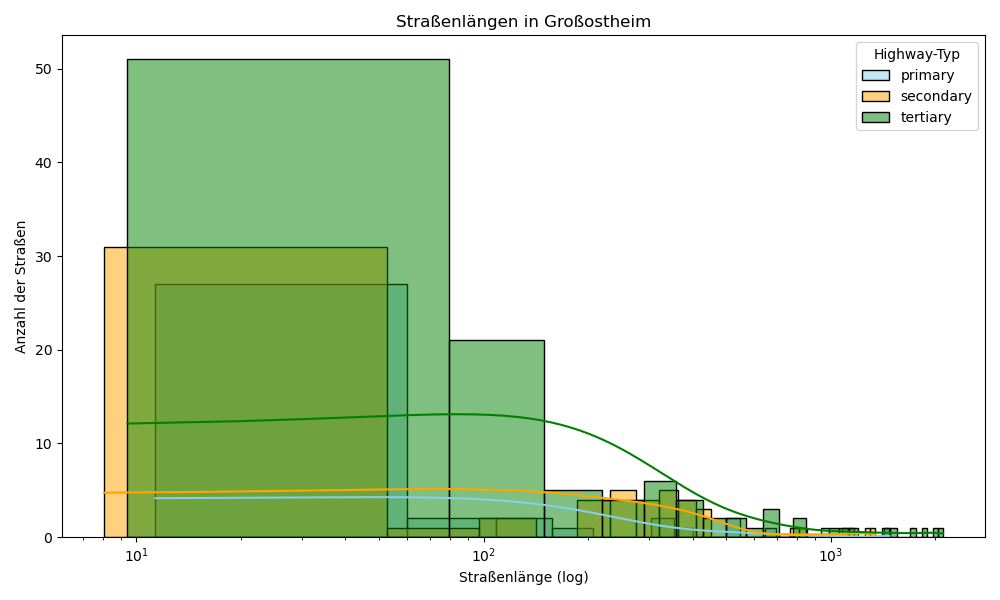 Straßenlängen in Großostheim
Highway-Typ
primary
secondary
tertiary
Anzahl der Straßen
50
40
30
20
10
0
10¹
10²
10³
Straßenlänge (log)